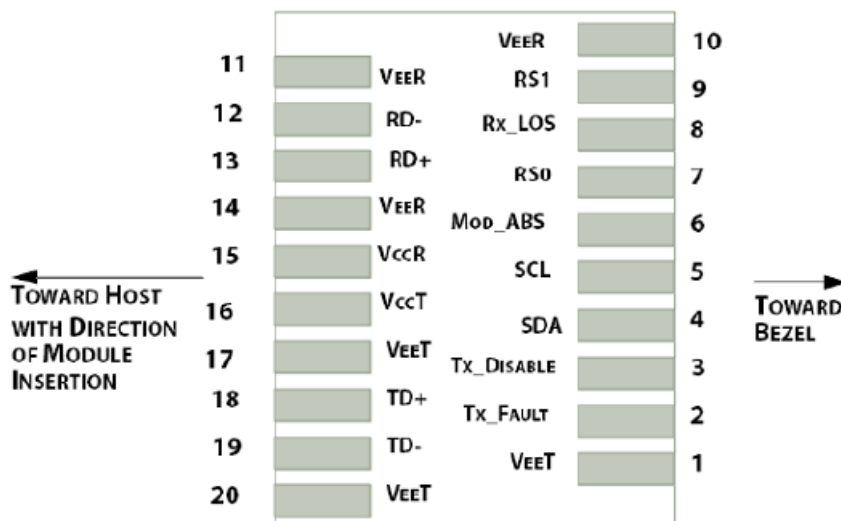 11 VEER
12 RD-
13 RD+
14 VEER
15 VCCR
16 VCCT
17 VEET
18 TD+
19 TD-
20 VEET
VEER 10
RS1 9
RX_LOS 8
RS0 7
MOD_ABS 6
SCL 5
SDA 4
TX_DISABLE 3
TX_FAULT 2
VEET 1
TOWARD HOST
WITH DIRECTION
OF MODULE
INSERTION
TOWARD
BEZEL